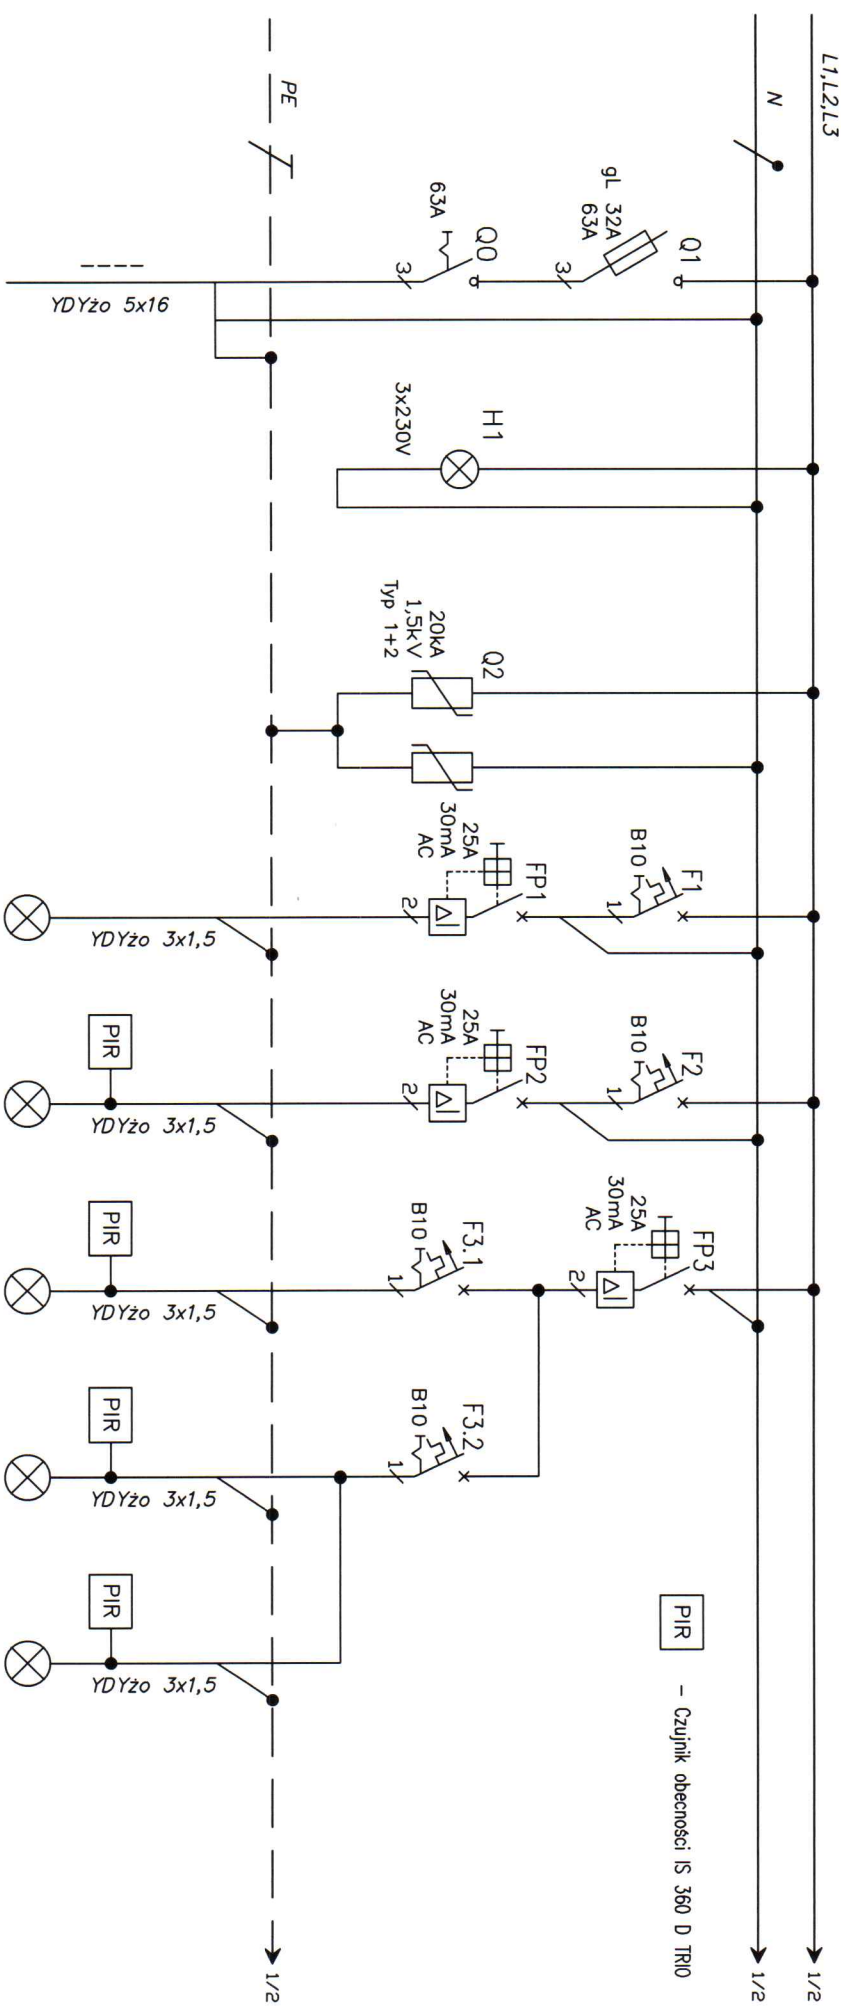 L1,L2,L3
1/2
N
1/2
PE
1/2
Q1
gL 32A
63A
3
Q0
63A
3
YDYżo 5x16
H1
3x230V
Q2
20kA
1,5kV
Typ 1+2
F1
B10
1
FP1
25A
30mA
AC
2
YDYżo 3x1,5
F2
B10
1
FP2
25A
30mA
AC
2
PIR
YDYżo 3x1,5
FP3
25A
30mA
AC
2
F3.1
B10
1
PIR
YDYżo 3x1,5
F3.2
B10
1
PIR
YDYżo 3x1,5
PIR
YDYżo 3x1,5
PIR - Czujnik obecności IS 360 D TRIO